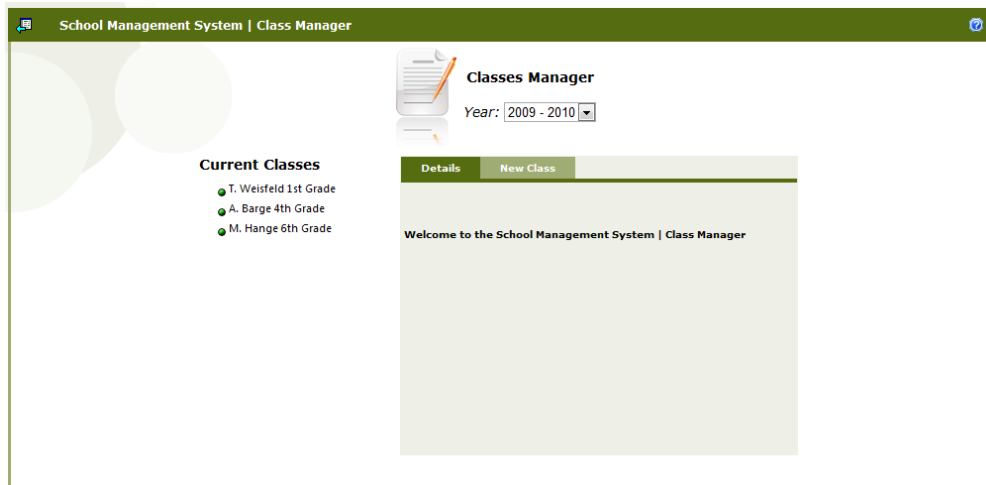 School Management System | Class Manager
Classes Manager
Year: 2009 - 2010
Current Classes
T. Weisfeld 1st Grade
A. Barge 4th Grade
M. Hange 6th Grade
Details New Class
Welcome to the School Management System | Class Manager